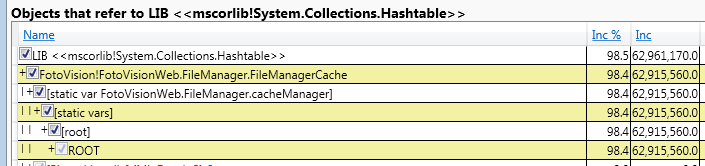 Objects that refer to LIB <<mscorlib!System.Collections.Hashtable>>
Name Inc % Inc
LIB <<mscorlib!System.Collections.Hashtable>> 98.5 62,961,170.0
+ FotoVision!FotoVisionWeb.FileManager.FileManagerCache 98.4 62,915,560.0
|+ [static var FotoVisionWeb.FileManager.cacheManager] 98.4 62,915,560.0
| |+ [static vars] 98.4 62,915,560.0
| | + [root] 98.4 62,915,560.0
| | + ROOT 98.4 62,915,560.0